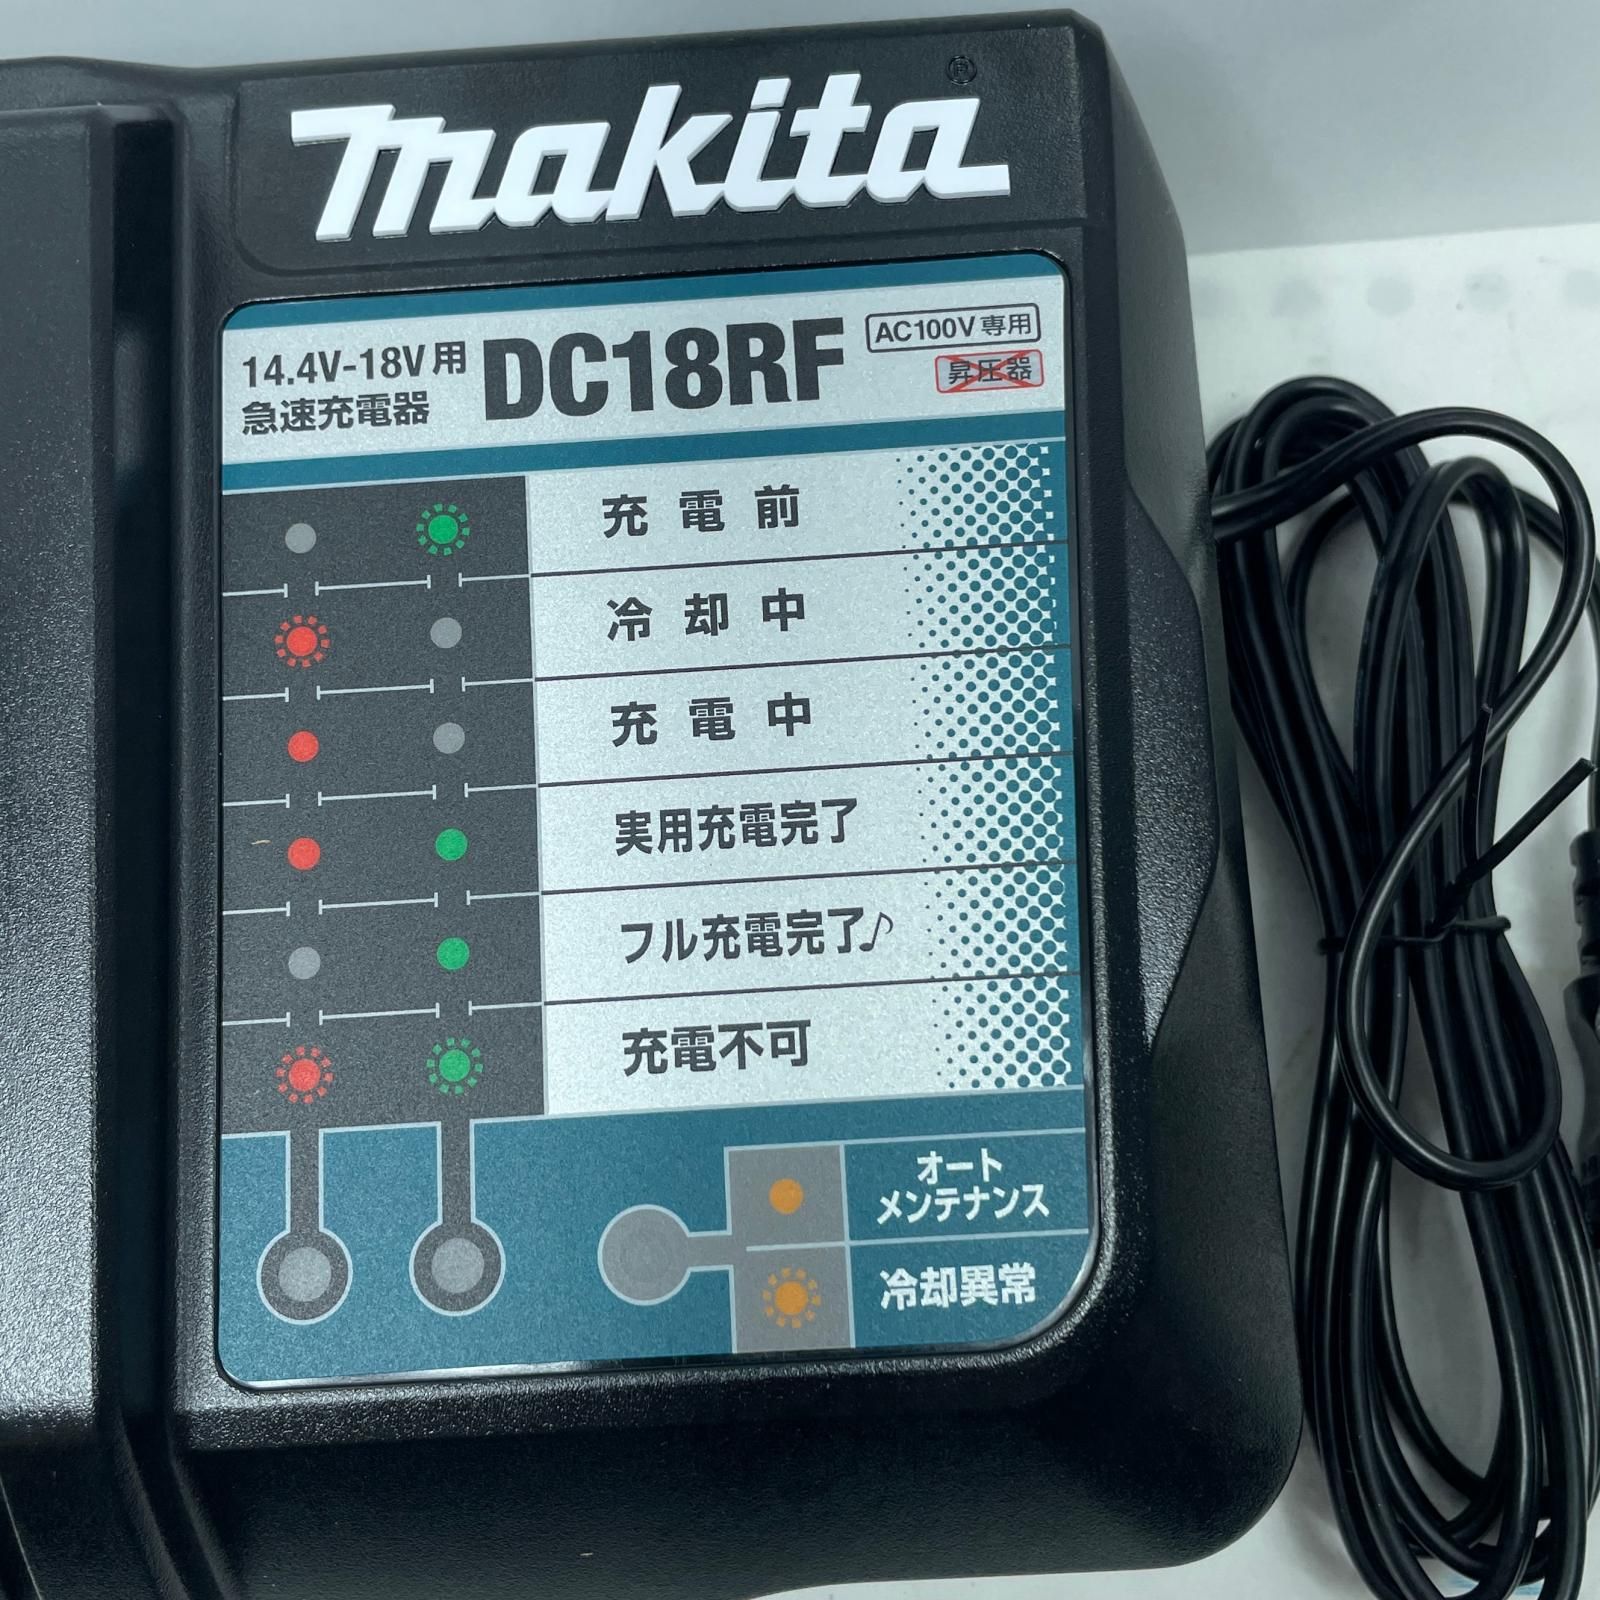 makita
14.4V-18V用
急速充電器
DC18RF
AC100V専用
昇圧器
充電前
冷却中
充電中
実用充電完了
フル充電完了♪
充電不可
オート
メンテナンス
冷却異常